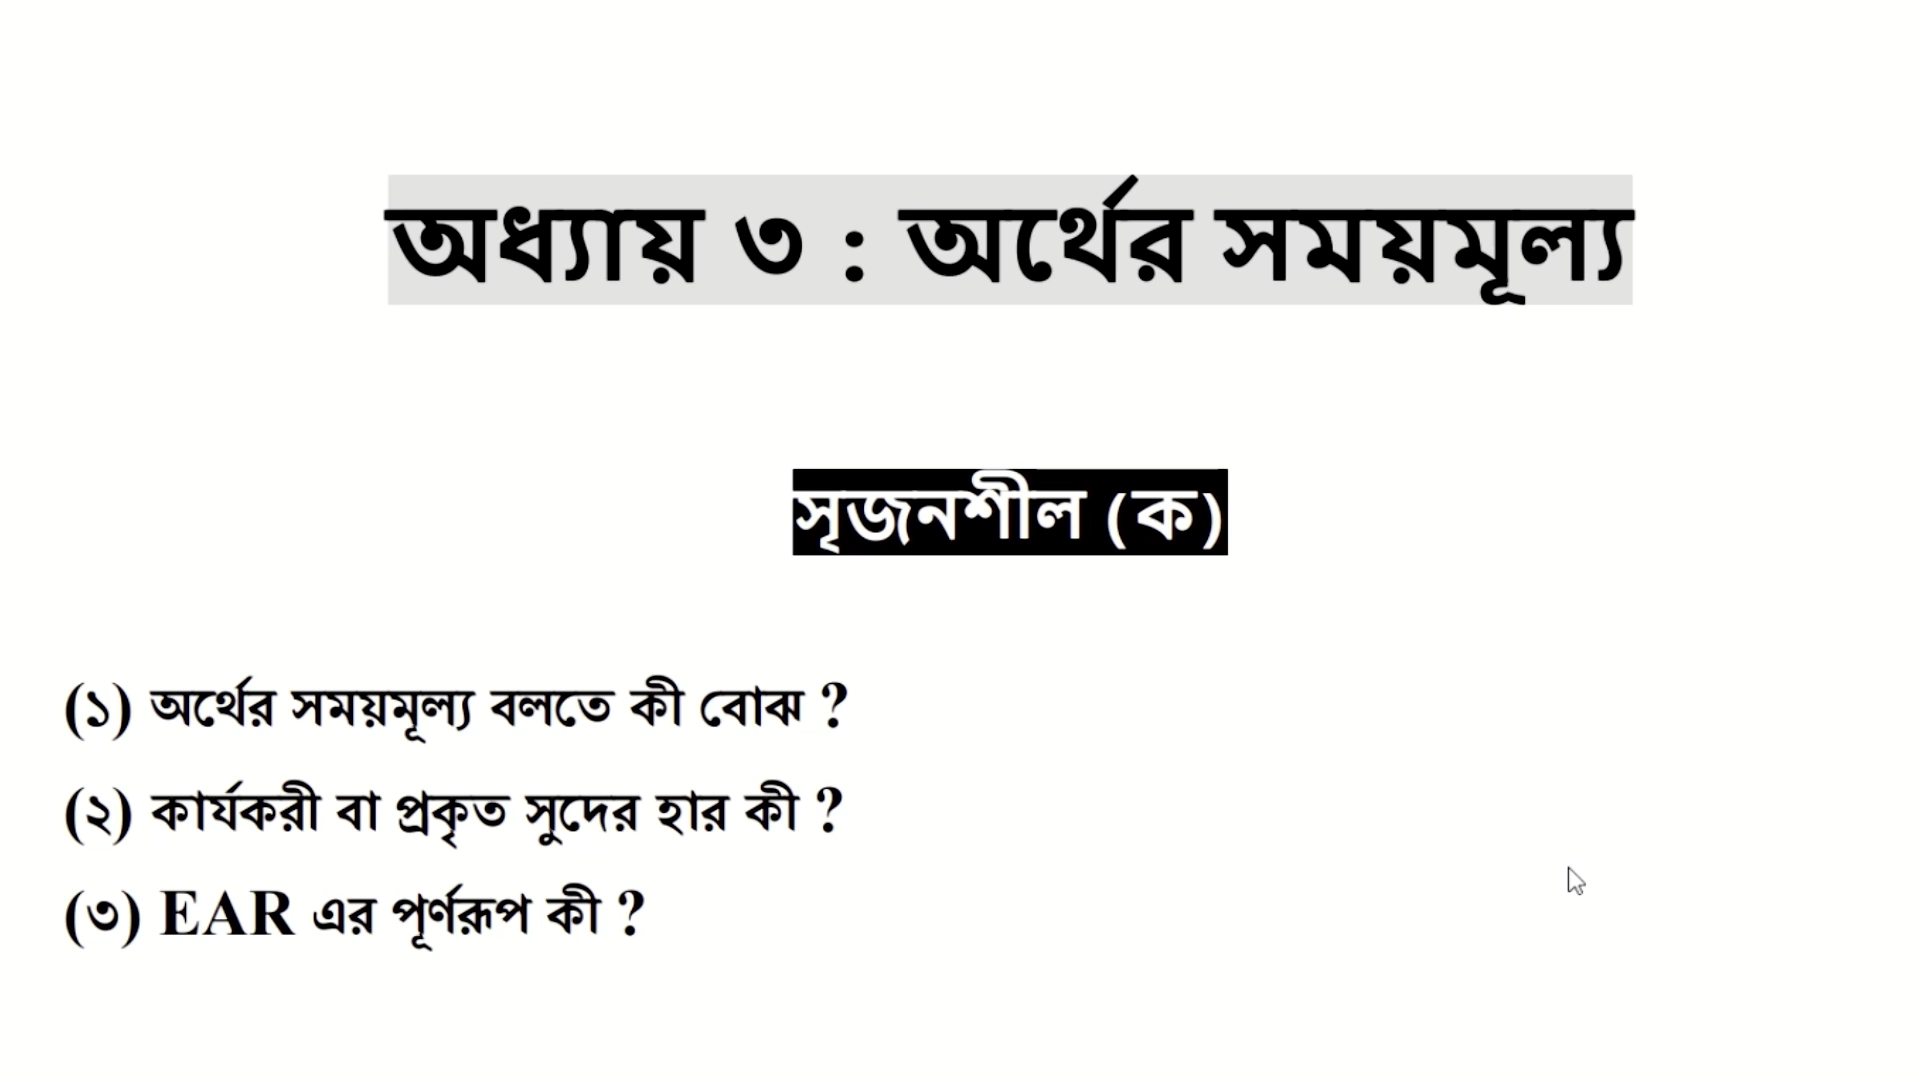 অধ্যায় ৩ : অর্থের সময়মূল্য
সৃজনশীল (ক)
(১) অর্থের সময়মূল্য বলতে কী বোঝ ?
(২) কার্যকরী বা প্রকৃত সুদের হার কী ?
(৩) EAR এর পূর্ণরূপ কী ?